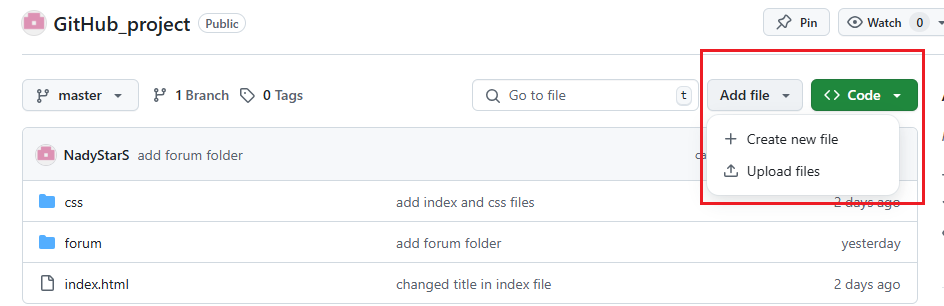 GitHub_project Public Pin Watch 0
master 1 Branch 0 Tags Go to file t Add file <> Code
NadyStarS add forum folder
Create new file
Upload files
css add index and css files 2 days ago
forum add forum folder yesterday
index.html changed title in index file 2 days ago